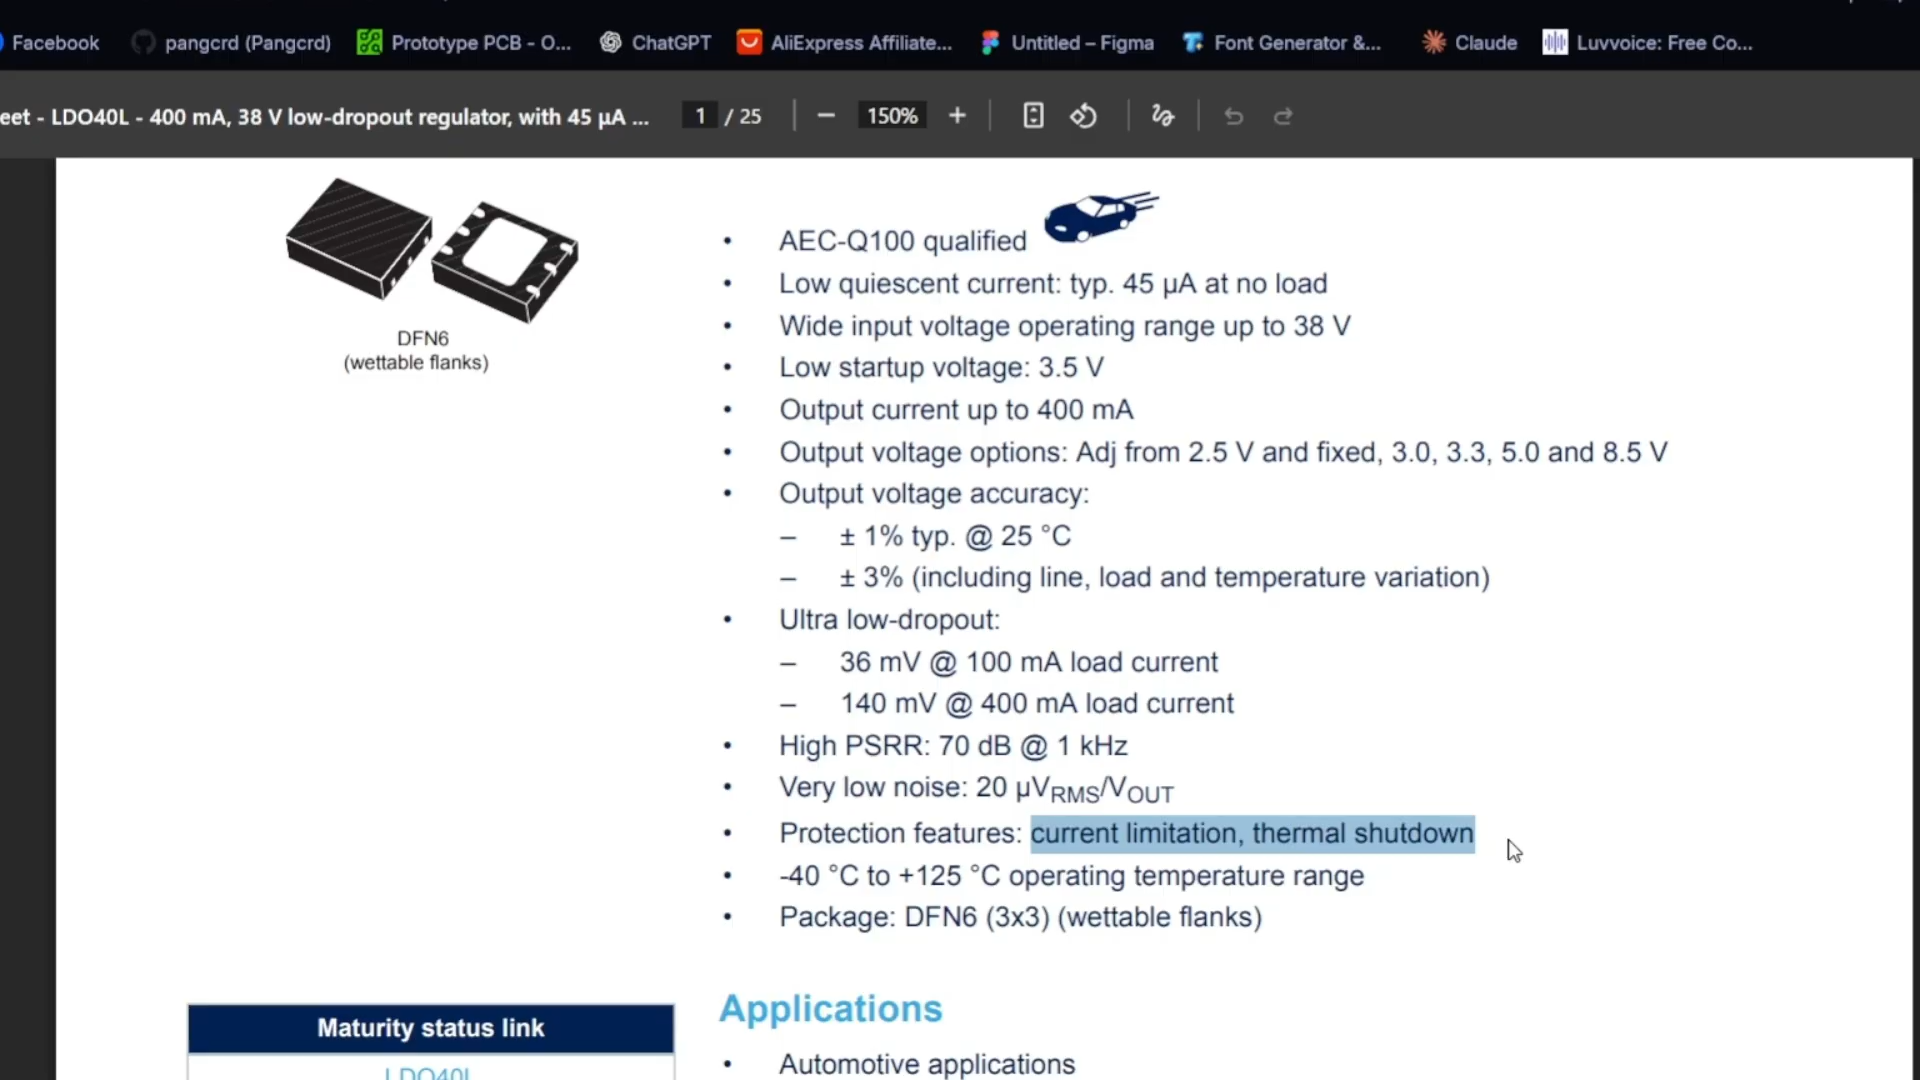 Facebook
pangcrd (Pangcrd)
Prototype PCB - O...
ChatGPT
AliExpress Affiliate...
Untitled – Figma
Font Generator &...
Claude
Luvvoice: Free Co...
eet - LDO40L - 400 mA, 38 V low-dropout regulator, with 45 µA ...
1 / 25
150%
DFN6
(wettable flanks)
• AEC-Q100 qualified
• Low quiescent current: typ. 45 µA at no load
• Wide input voltage operating range up to 38 V
• Low startup voltage: 3.5 V
• Output current up to 400 mA
• Output voltage options: Adj from 2.5 V and fixed, 3.0, 3.3, 5.0 and 8.5 V
• Output voltage accuracy:
– ± 1% typ. @ 25 °C
– ± 3% (including line, load and temperature variation)
• Ultra low-dropout:
– 36 mV @ 100 mA load current
– 140 mV @ 400 mA load current
• High PSRR: 70 dB @ 1 kHz
• Very low noise: 20 µVRMS/VOUT
• Protection features: current limitation, thermal shutdown
• -40 °C to +125 °C operating temperature range
• Package: DFN6 (3x3) (wettable flanks)
Maturity status link
LDO40L
Applications
• Automotive applications